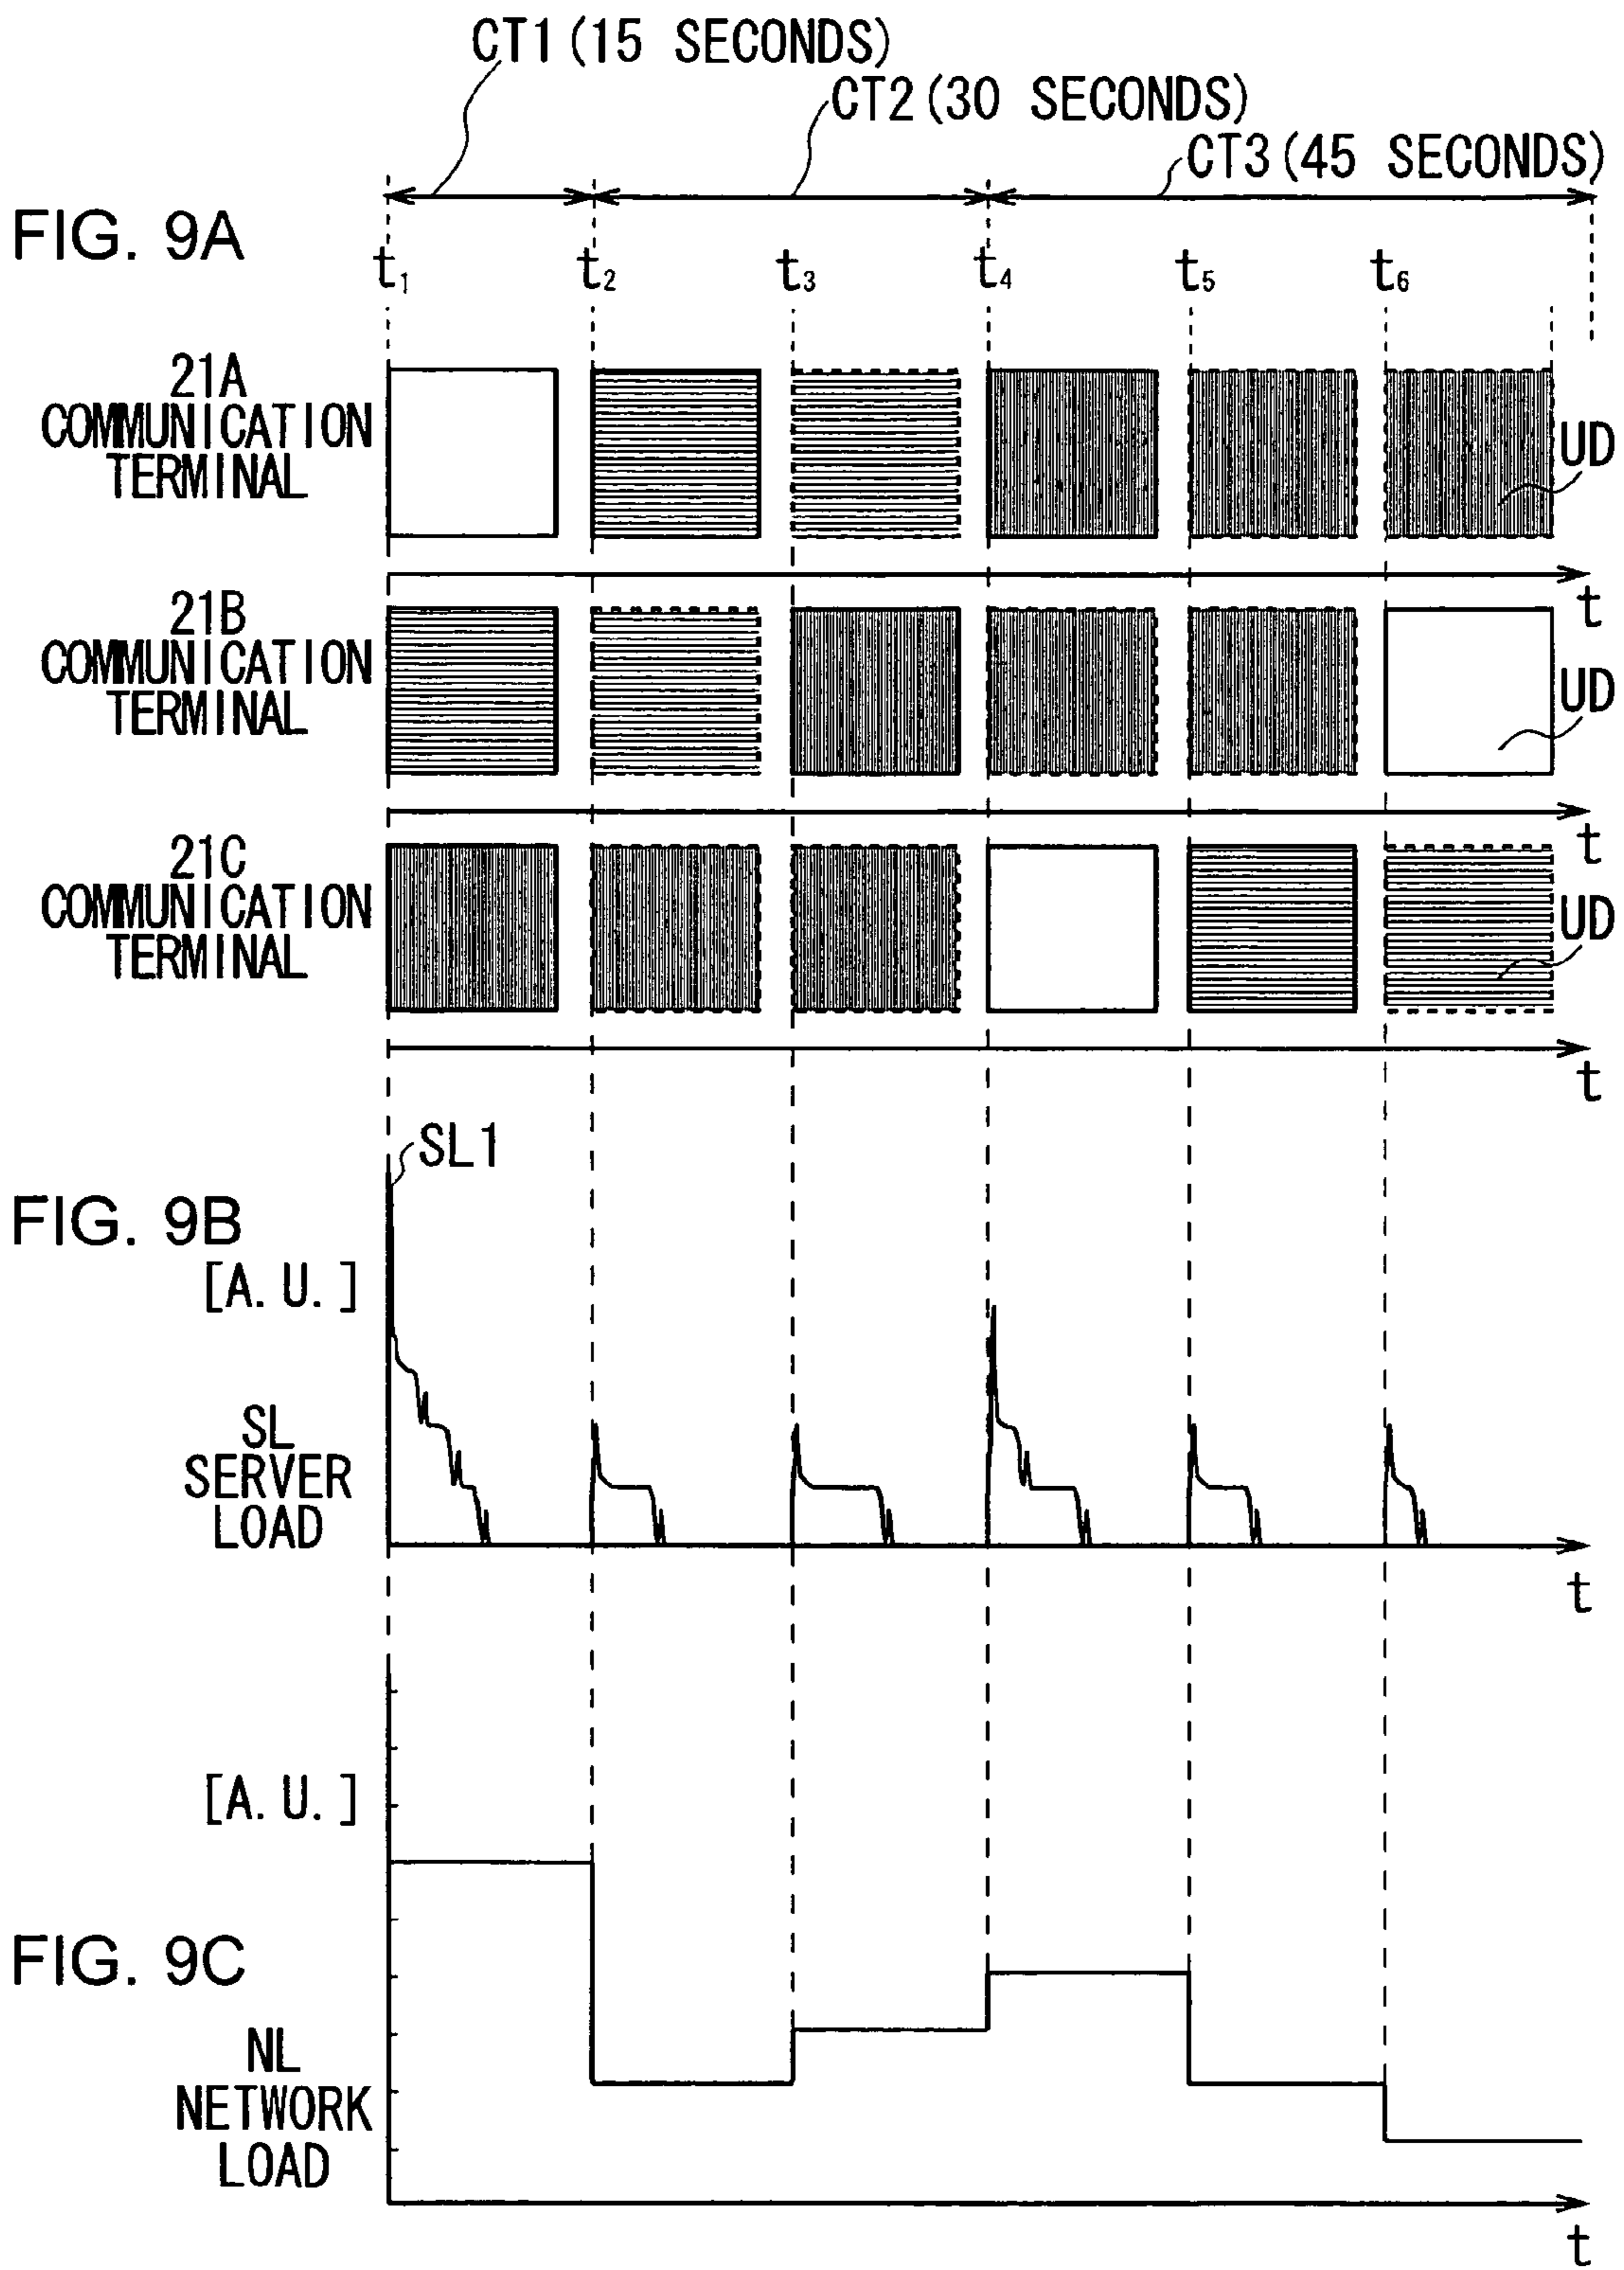 CT1 (15 SECONDS)
CT2 (30 SECONDS)
CT3 (45 SECONDS)
FIG. 9A
t1 t2 t3 t4 t5 t6
21A
COMMUNICATION
TERMINAL
UD
t
21B
COMMUNICATION
TERMINAL
UD
t
21C
COMMUNICATION
TERMINAL
UD
t
SL1
FIG. 9B
[A. U. ]
SL
SERVER
LOAD
t
[A. U. ]
FIG. 9C
NL
NETWORK
LOAD
t